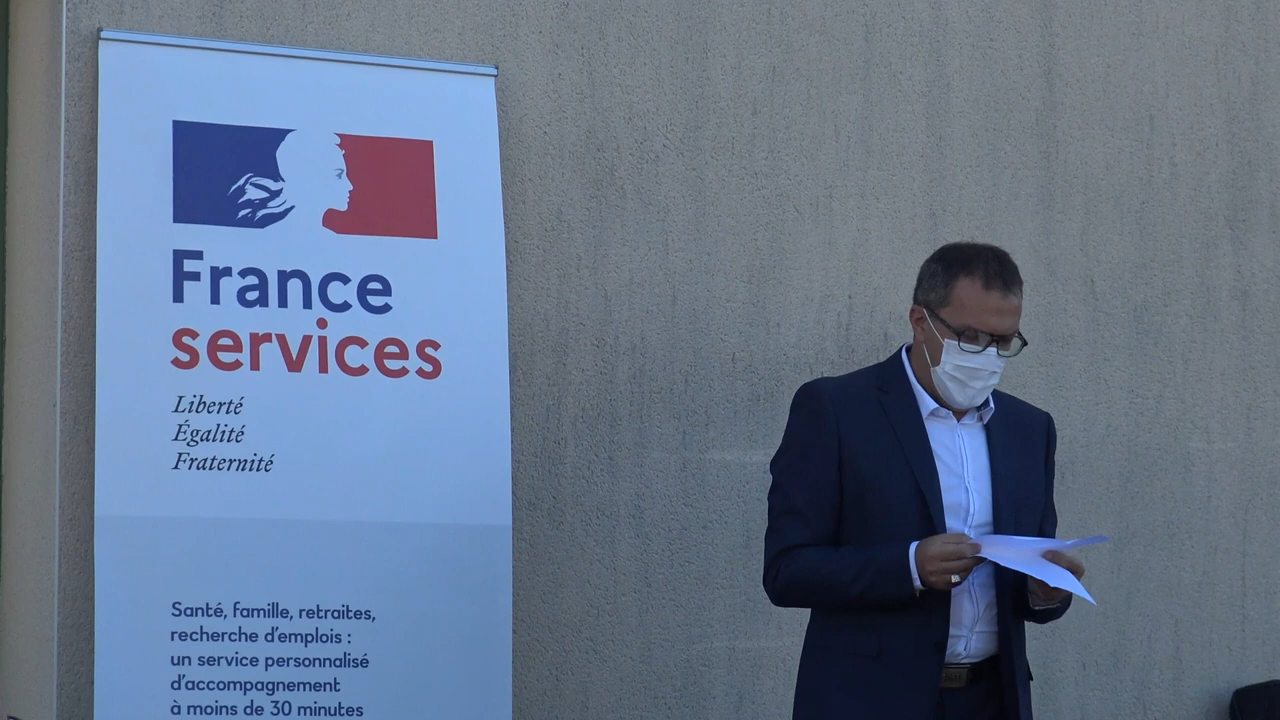 France
services
Liberté
Égalité
Fraternité
Santé, famille, retraites,
recherche d'emplois :
un service personnalisé
d'accompagnement
à moins de 30 minutes